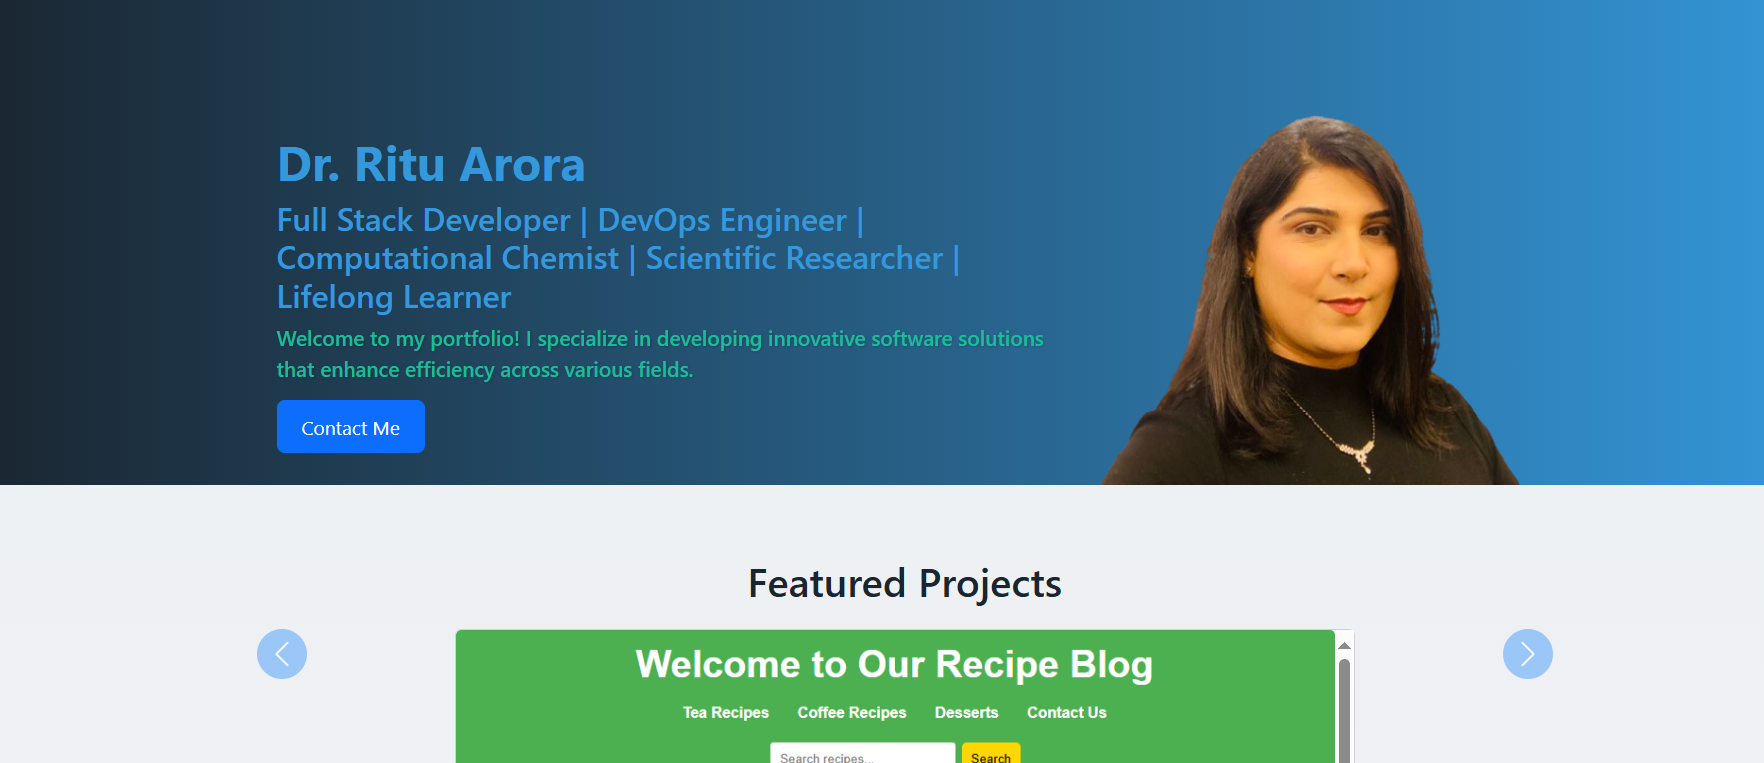 Dr. Ritu Arora
Full Stack Developer | DevOps Engineer |
Computational Chemist | Scientific Researcher |
Lifelong Learner
Welcome to my portfolio! I specialize in developing innovative software solutions
that enhance efficiency across various fields.
Contact Me
Featured Projects
Welcome to Our Recipe Blog
Tea Recipes Coffee Recipes Desserts Contact Us
Search recipes... Search